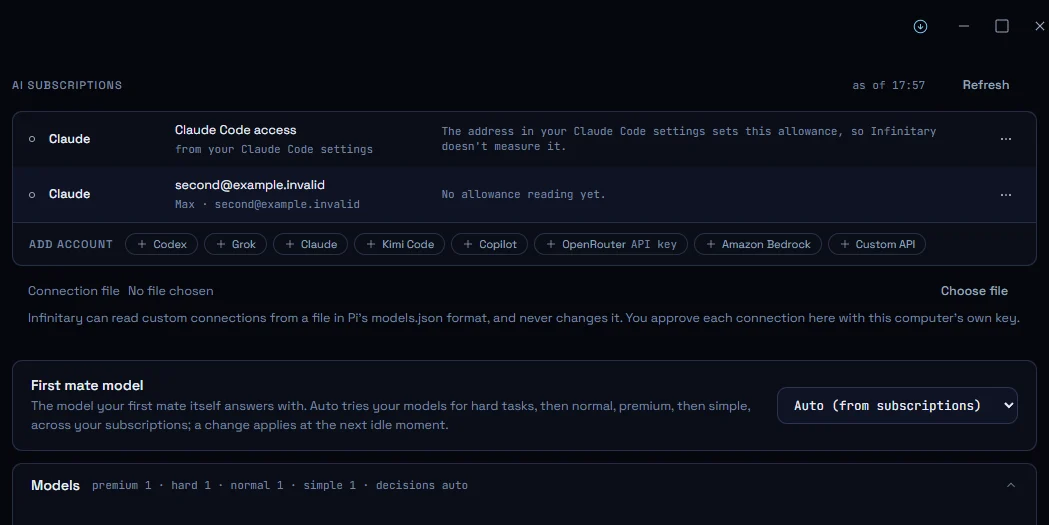 AI SUBSCRIPTIONS
as of 17:57
Refresh
Claude
Claude Code access
from your Claude Code settings
The address in your Claude Code settings sets this allowance, so Infinitary
doesn't measure it.
Claude
second@example.invalid
Max · second@example.invalid
No allowance reading yet.
ADD ACCOUNT
+ Codex
+ Grok
+ Claude
+ Kimi Code
+ Copilot
+ OpenRouter API key
+ Amazon Bedrock
+ Custom API
Connection file No file chosen
Choose file
Infinitary can read custom connections from a file in Pi's models.json format, and never changes it. You approve each connection here with this computer's own key.
First mate model
The model your first mate itself answers with. Auto tries your models for hard tasks, then normal, premium, then simple,
across your subscriptions; a change applies at the next idle moment.
Auto (from subscriptions)
Models premium 1 · hard 1 · normal 1 · simple 1 · decisions auto